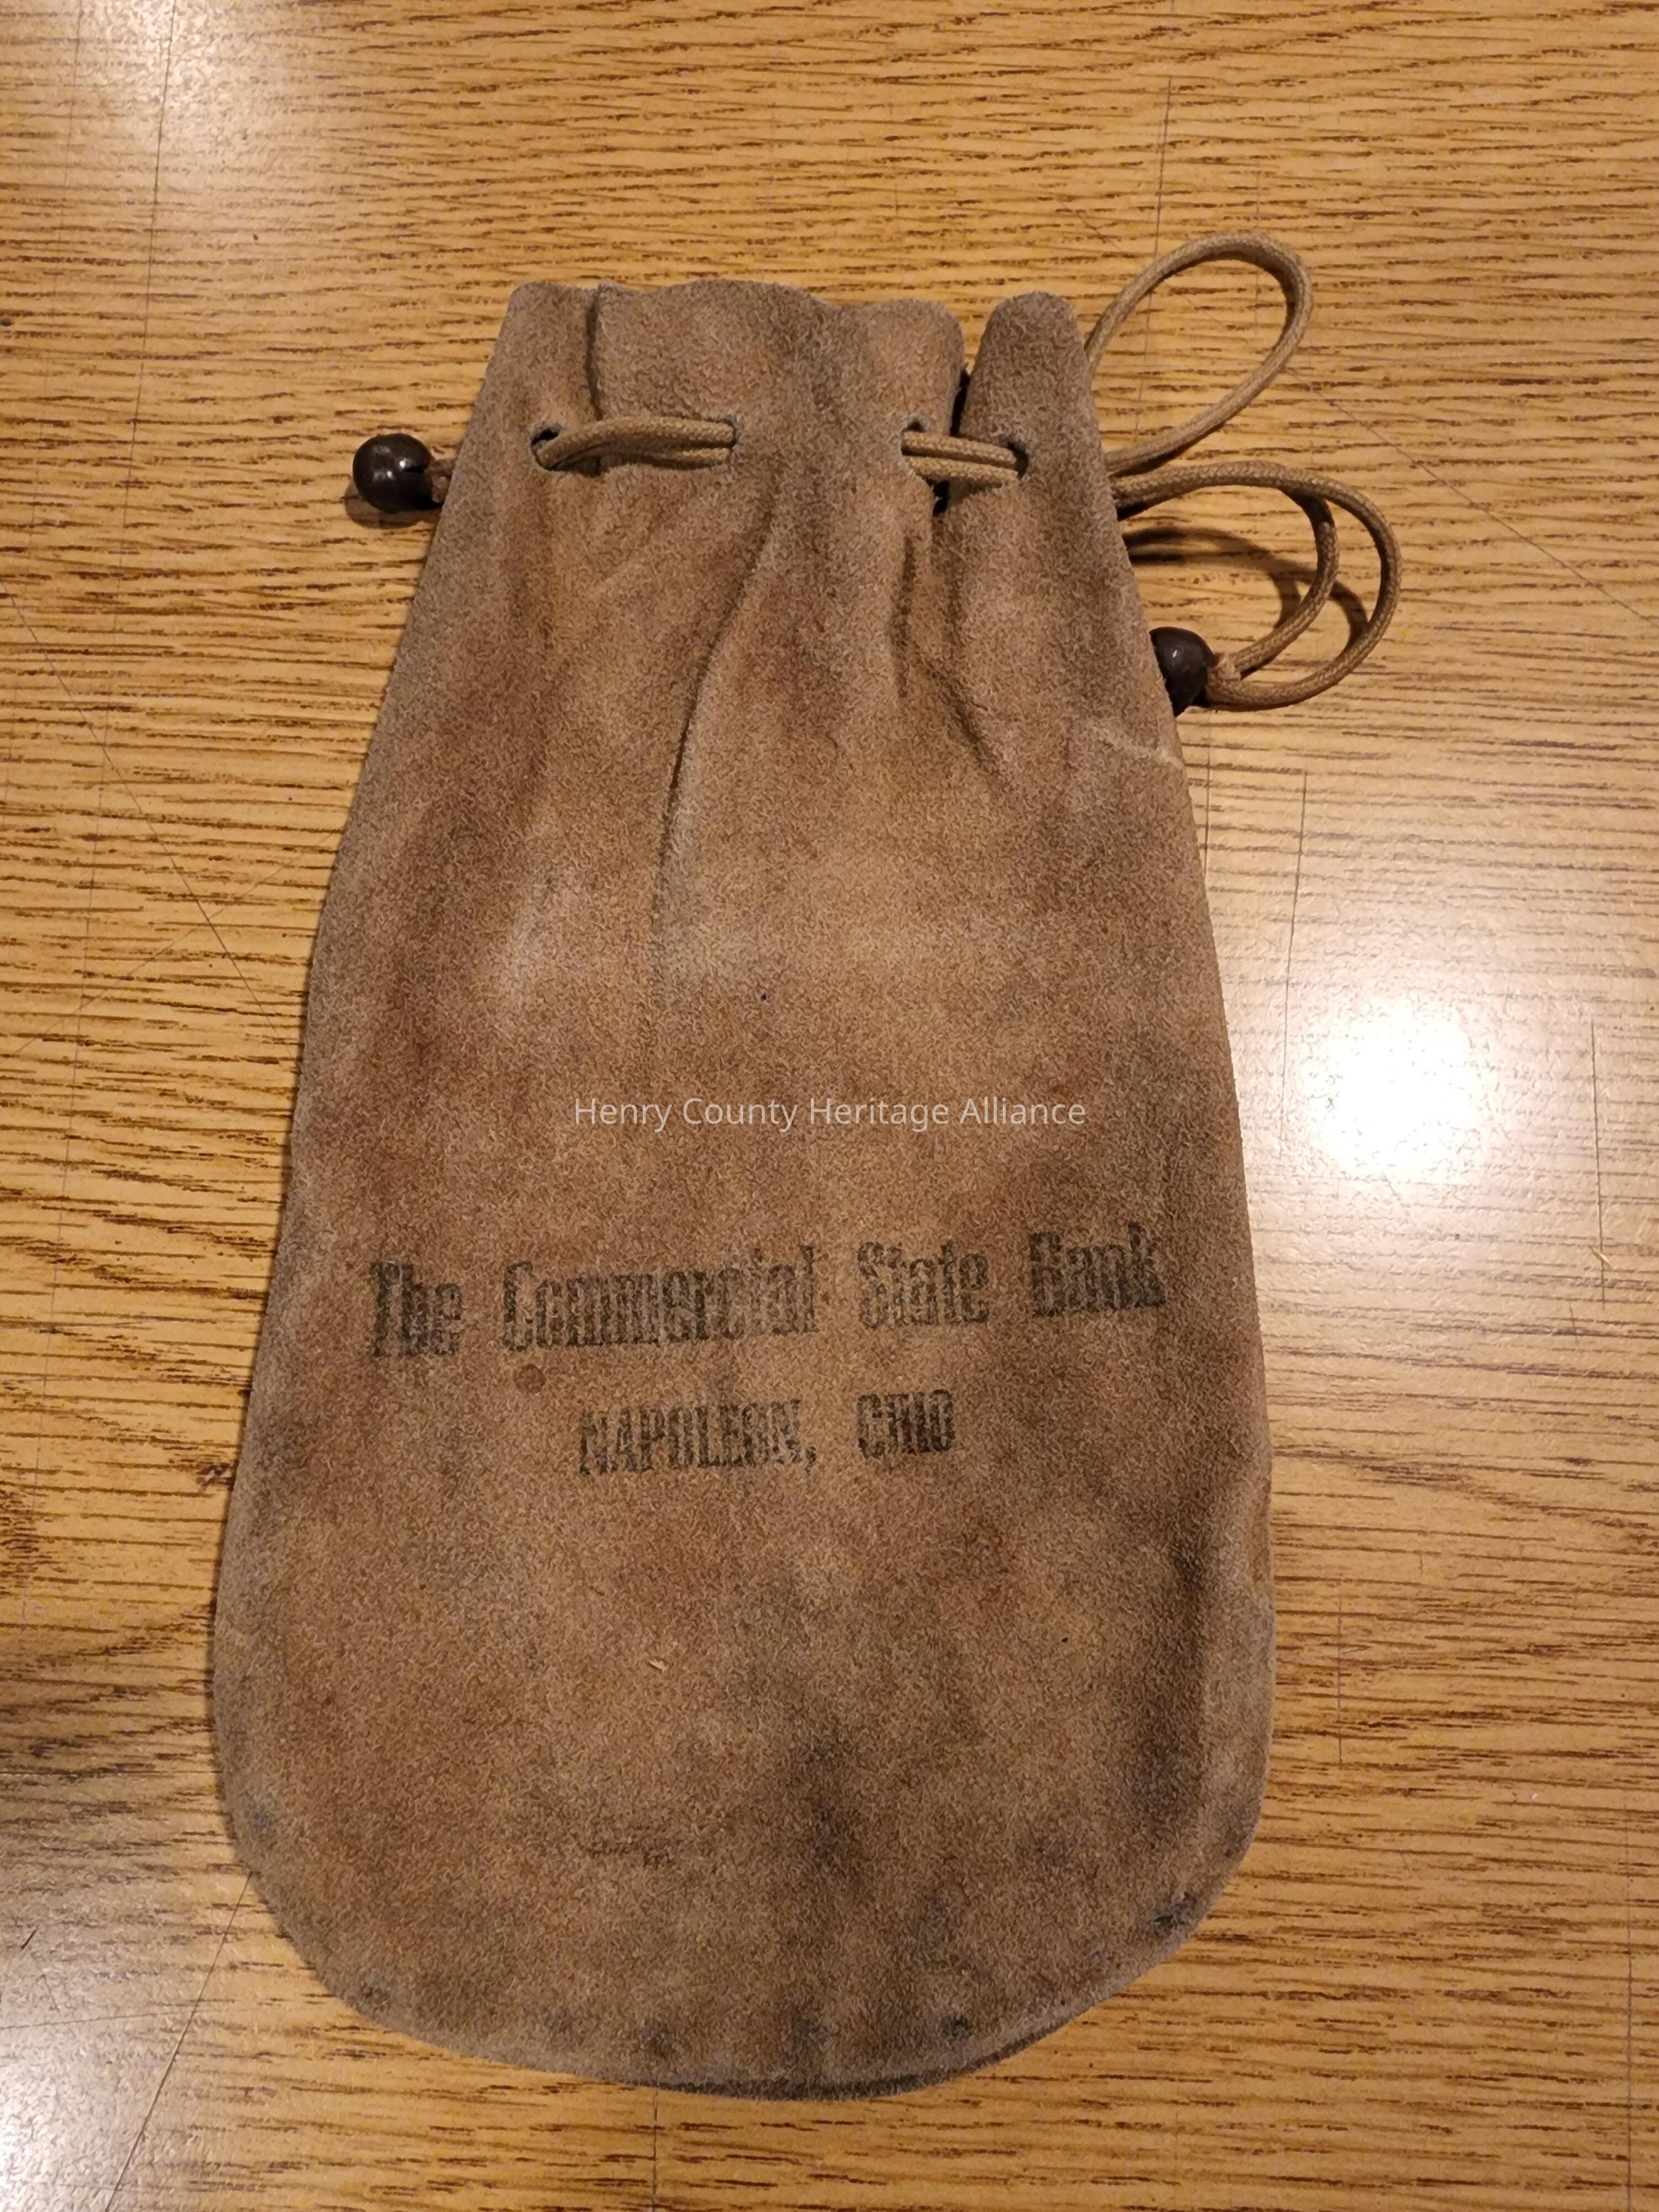 Henry County Heritage Alliance
The Commercial State Bank
NAPOLEON, OHIO